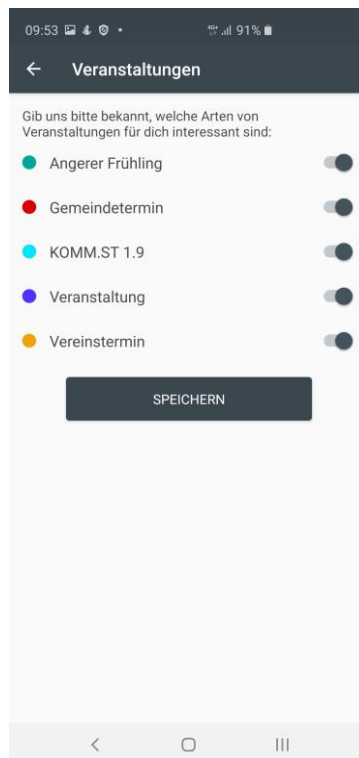 09:53 91%
Veranstaltungen
Gib uns bitte bekannt, welche Arten von
Veranstaltungen für dich interessant sind:
Angerer Frühling
Gemeindetermin
KOMM.ST 1.9
Veranstaltung
Vereinstermin
SPEICHERN